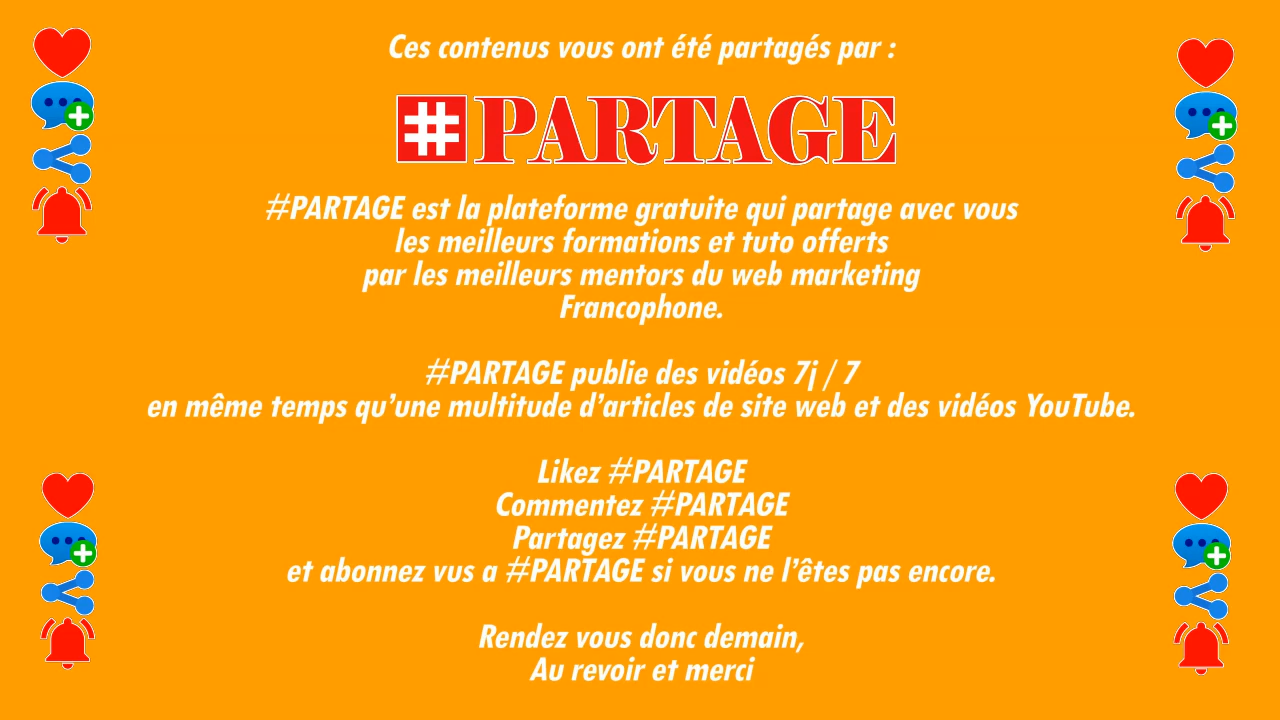 Ces contenus vous ont été partagés par :
#PARTAGE
#PARTAGE est la plateforme gratuite qui partage avec vous
les meilleurs formations et tuto offerts
par les meilleurs mentors du web marketing
Francophone.
#PARTAGE publie des vidéos 7j / 7
en même temps qu’une multitude d’articles de site web et des vidéos YouTube.
Likez #PARTAGE
Commentez #PARTAGE
Partagez #PARTAGE
et abonnez vus a #PARTAGE si vous ne l’êtes pas encore.
Rendez vous donc demain,
Au revoir et merci